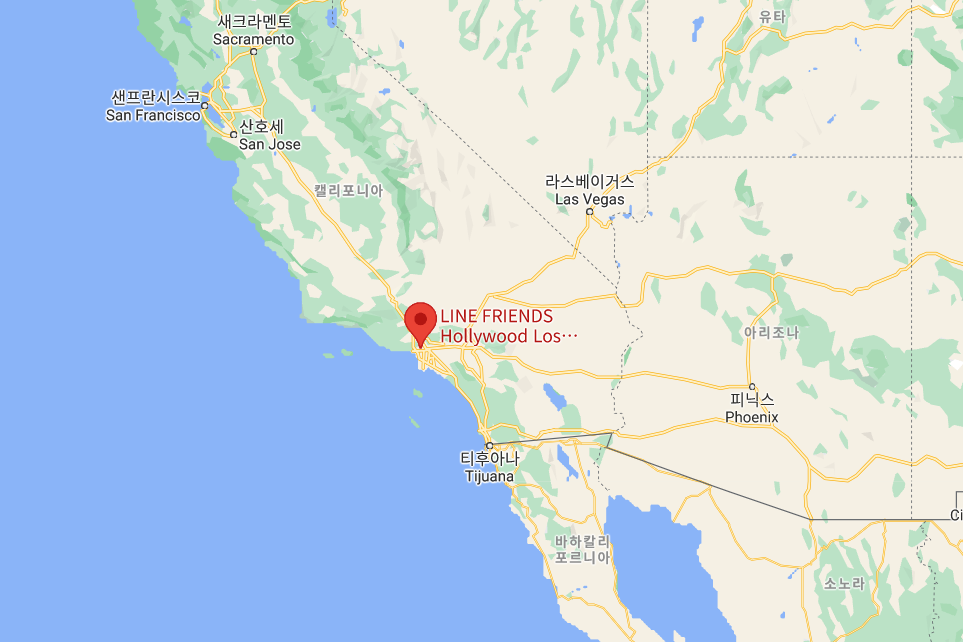 새크라멘토
Sacramento
유타
샌프란시스코
San Francisco
산호세
San Jose
캘리포니아
라스베이거스
Las Vegas
LINE FRIENDS
Hollywood Los…
아리조나
피닉스
Phoenix
티후아나
Tijuana
바하칼리
포르니아
소노라
Ci